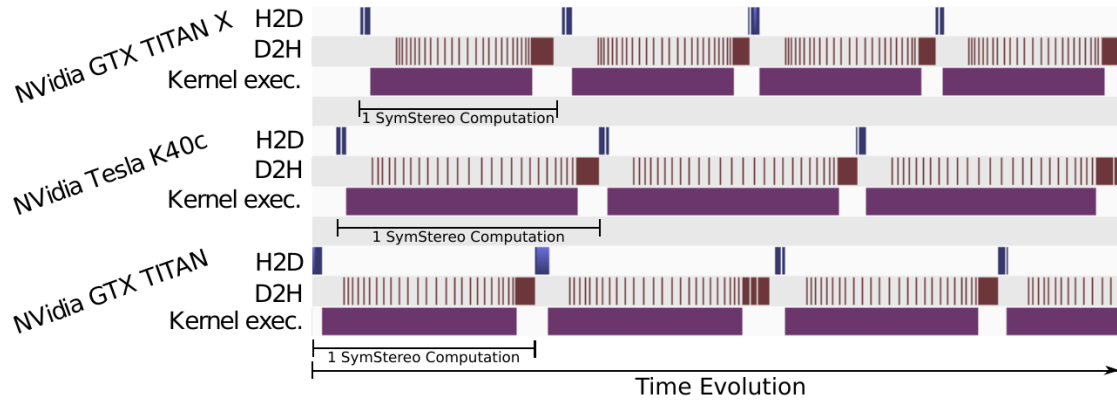 NVidia GTX TITAN X
H2D
D2H
Kernel exec.
1 SymStereo Computation
NVidia Tesla K40c
H2D
D2H
Kernel exec.
1 SymStereo Computation
NVidia GTX TITAN
H2D
D2H
Kernel exec.
1 SymStereo Computation
Time Evolution